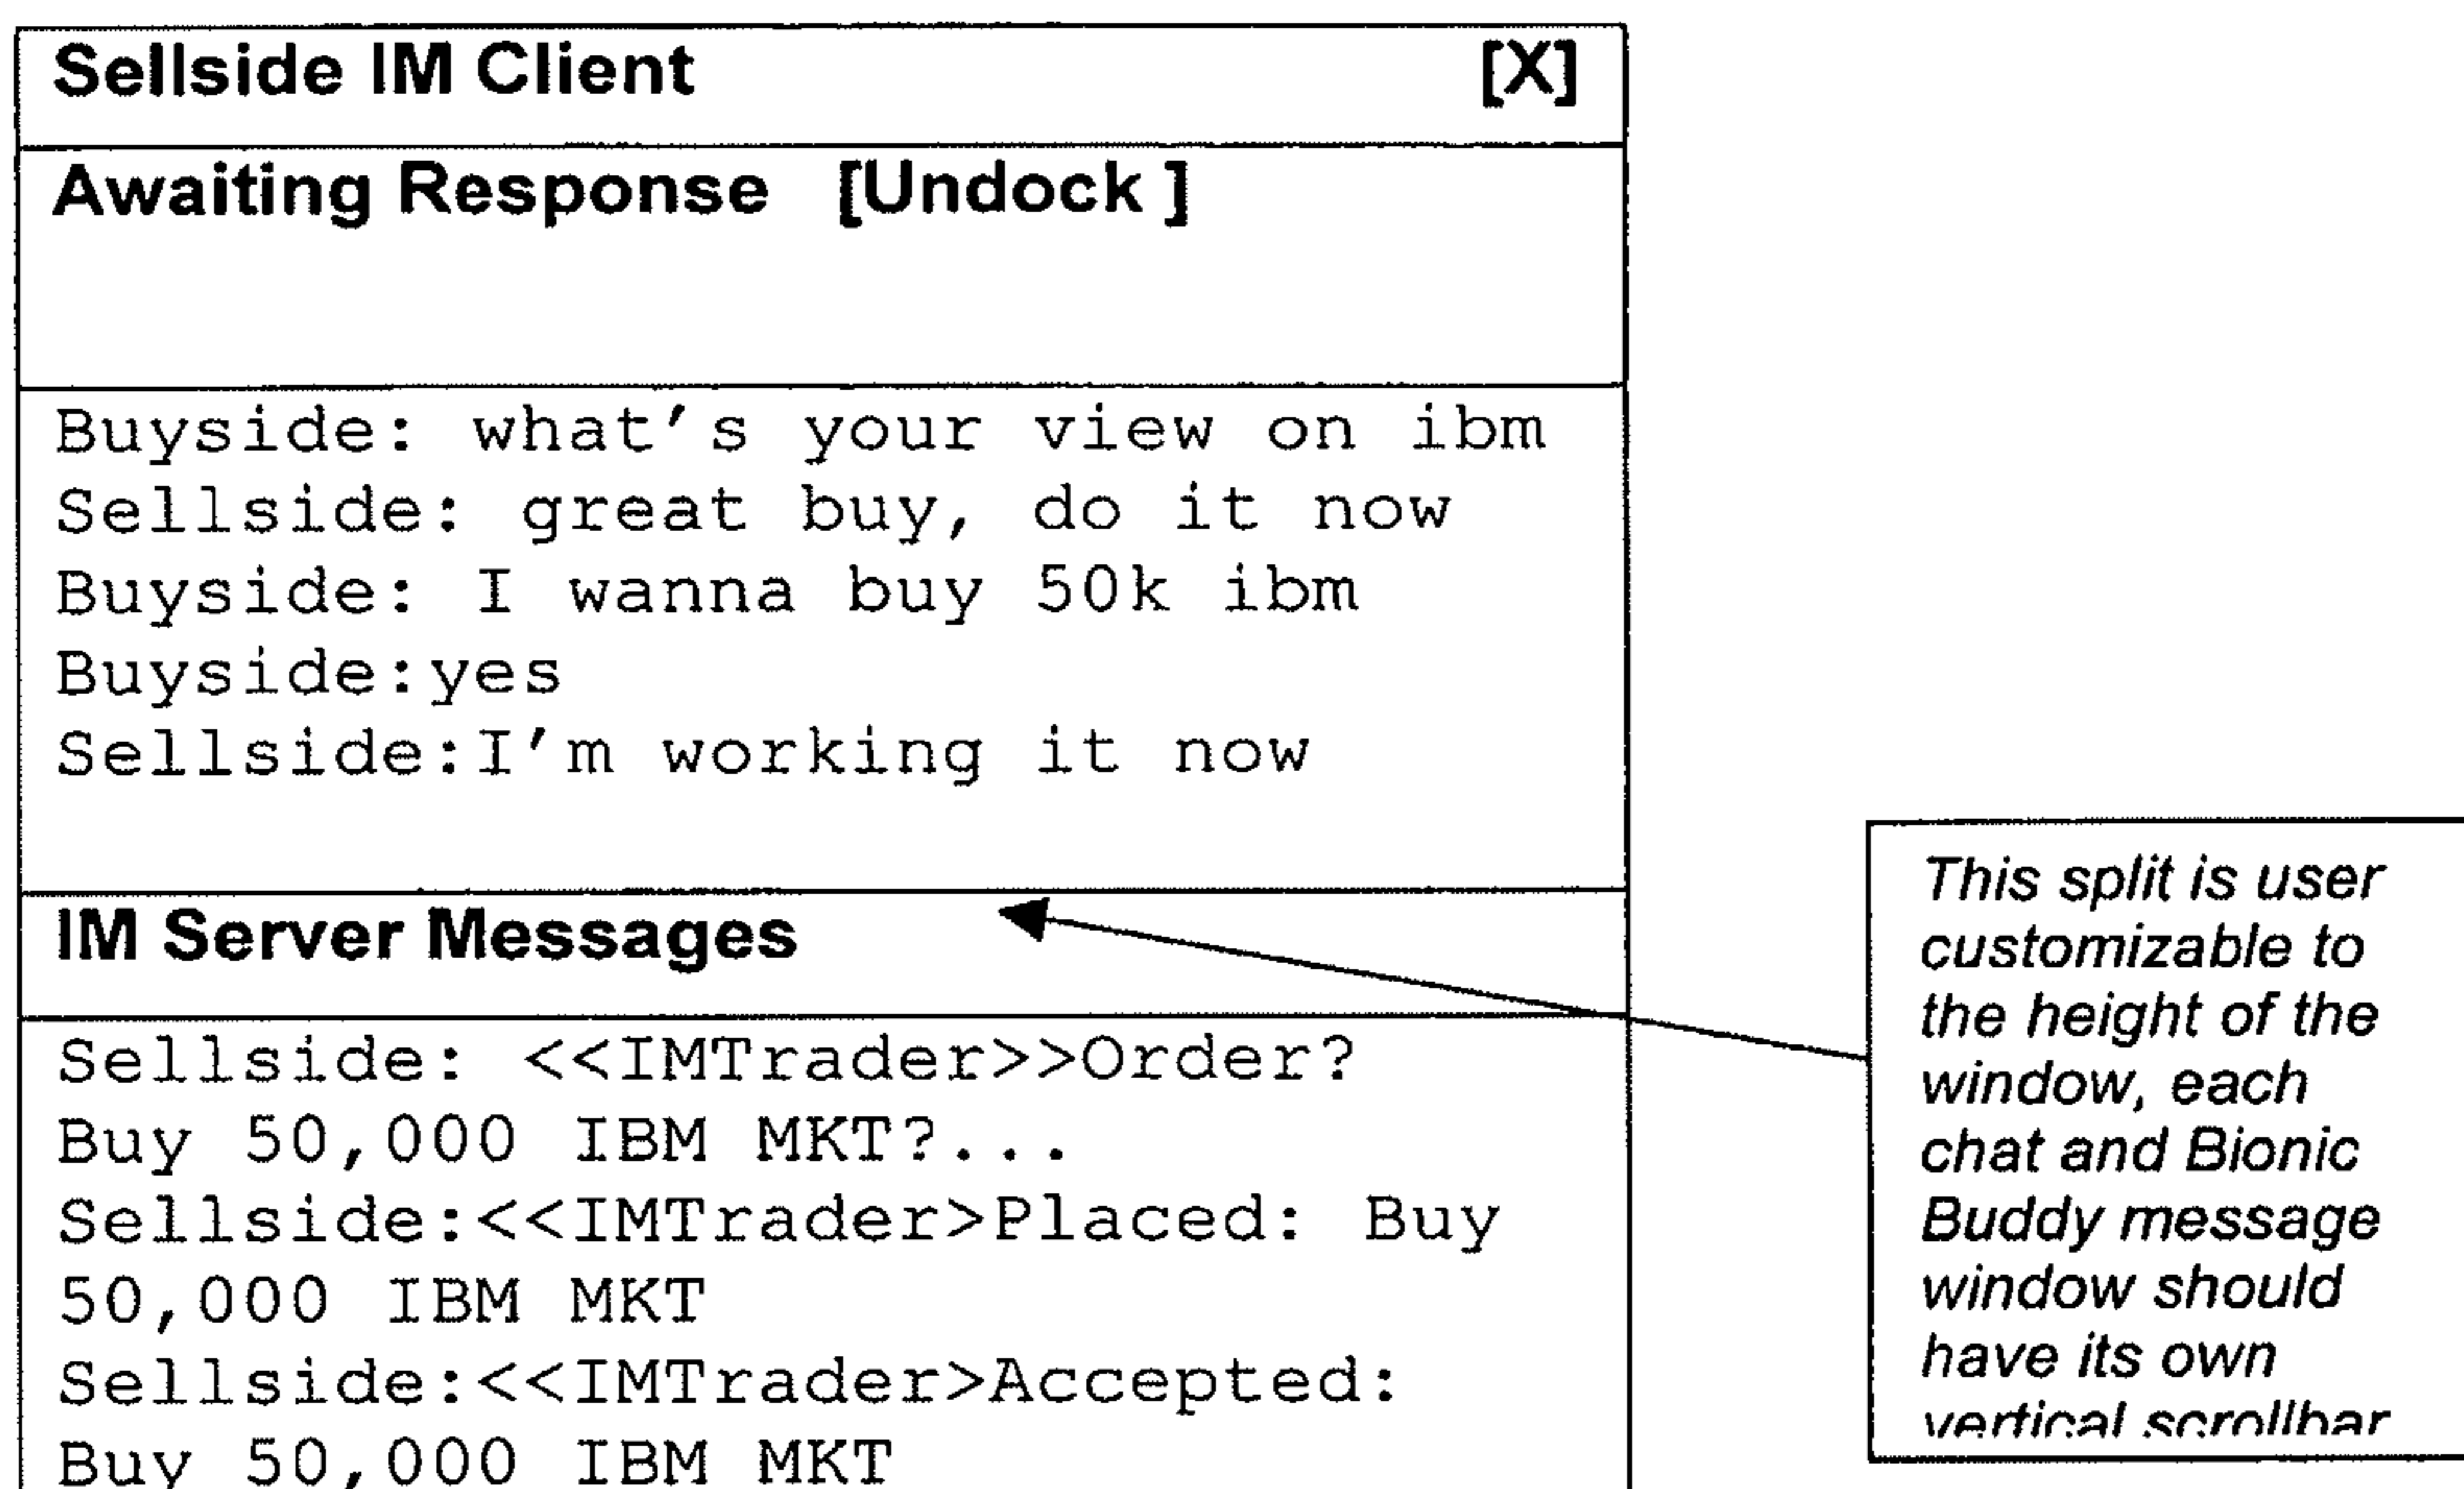 Sellside IM Client [X]
Awaiting Response [Undock ]
Buyside: what's your view on ibm
Sellside: great buy, do it now
Buyside: I wanna buy 50k ibm
Buyside:yes
Sellside:I'm working it now
IM Server Messages
Sellside: <<IMTrader>>Order?
Buy 50,000 IBM MKT?...
Sellside:<<IMTrader>Placed: Buy
50,000 IBM MKT
Sellside:<<IMTrader>Accepted:
Buy 50,000 IBM MKT
This split is user
customizable to
the height of the
window, each
chat and Bionic
Buddy message
window should
have its own
vertical scrollbar